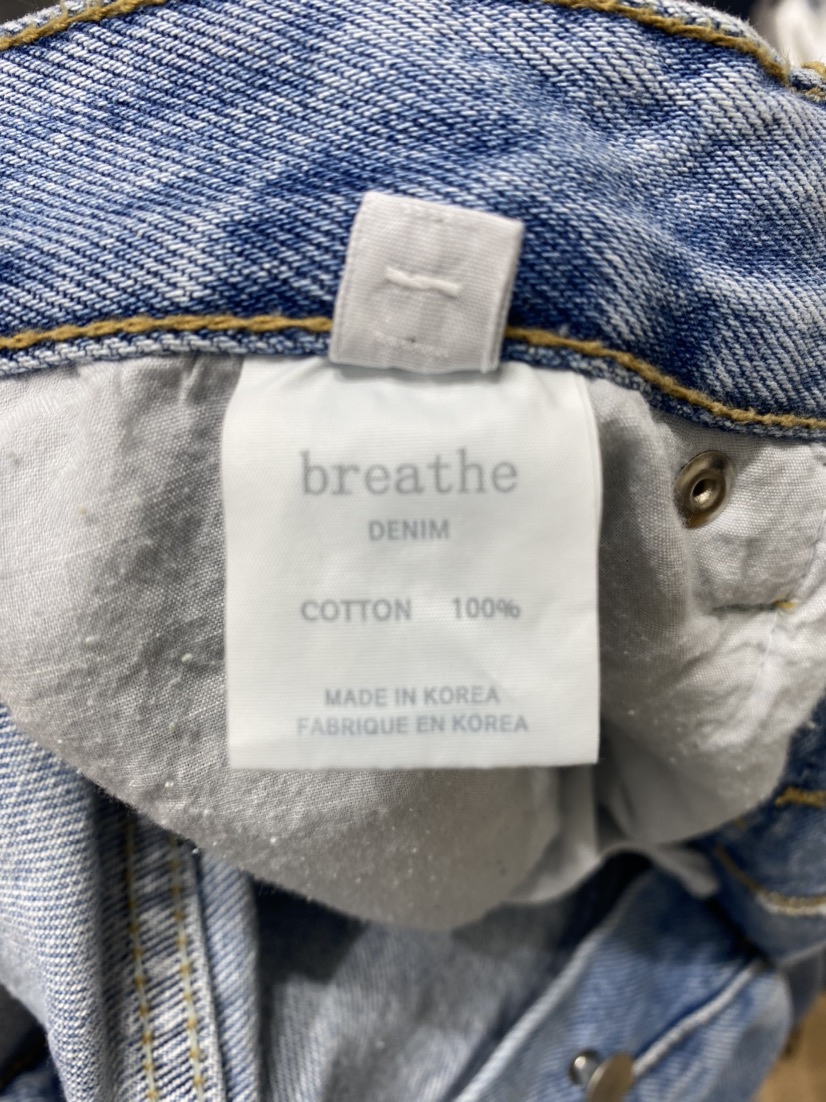 breathe
DENIM
COTTON 100%
MADE IN KOREA
FABRIQUE EN KOREA